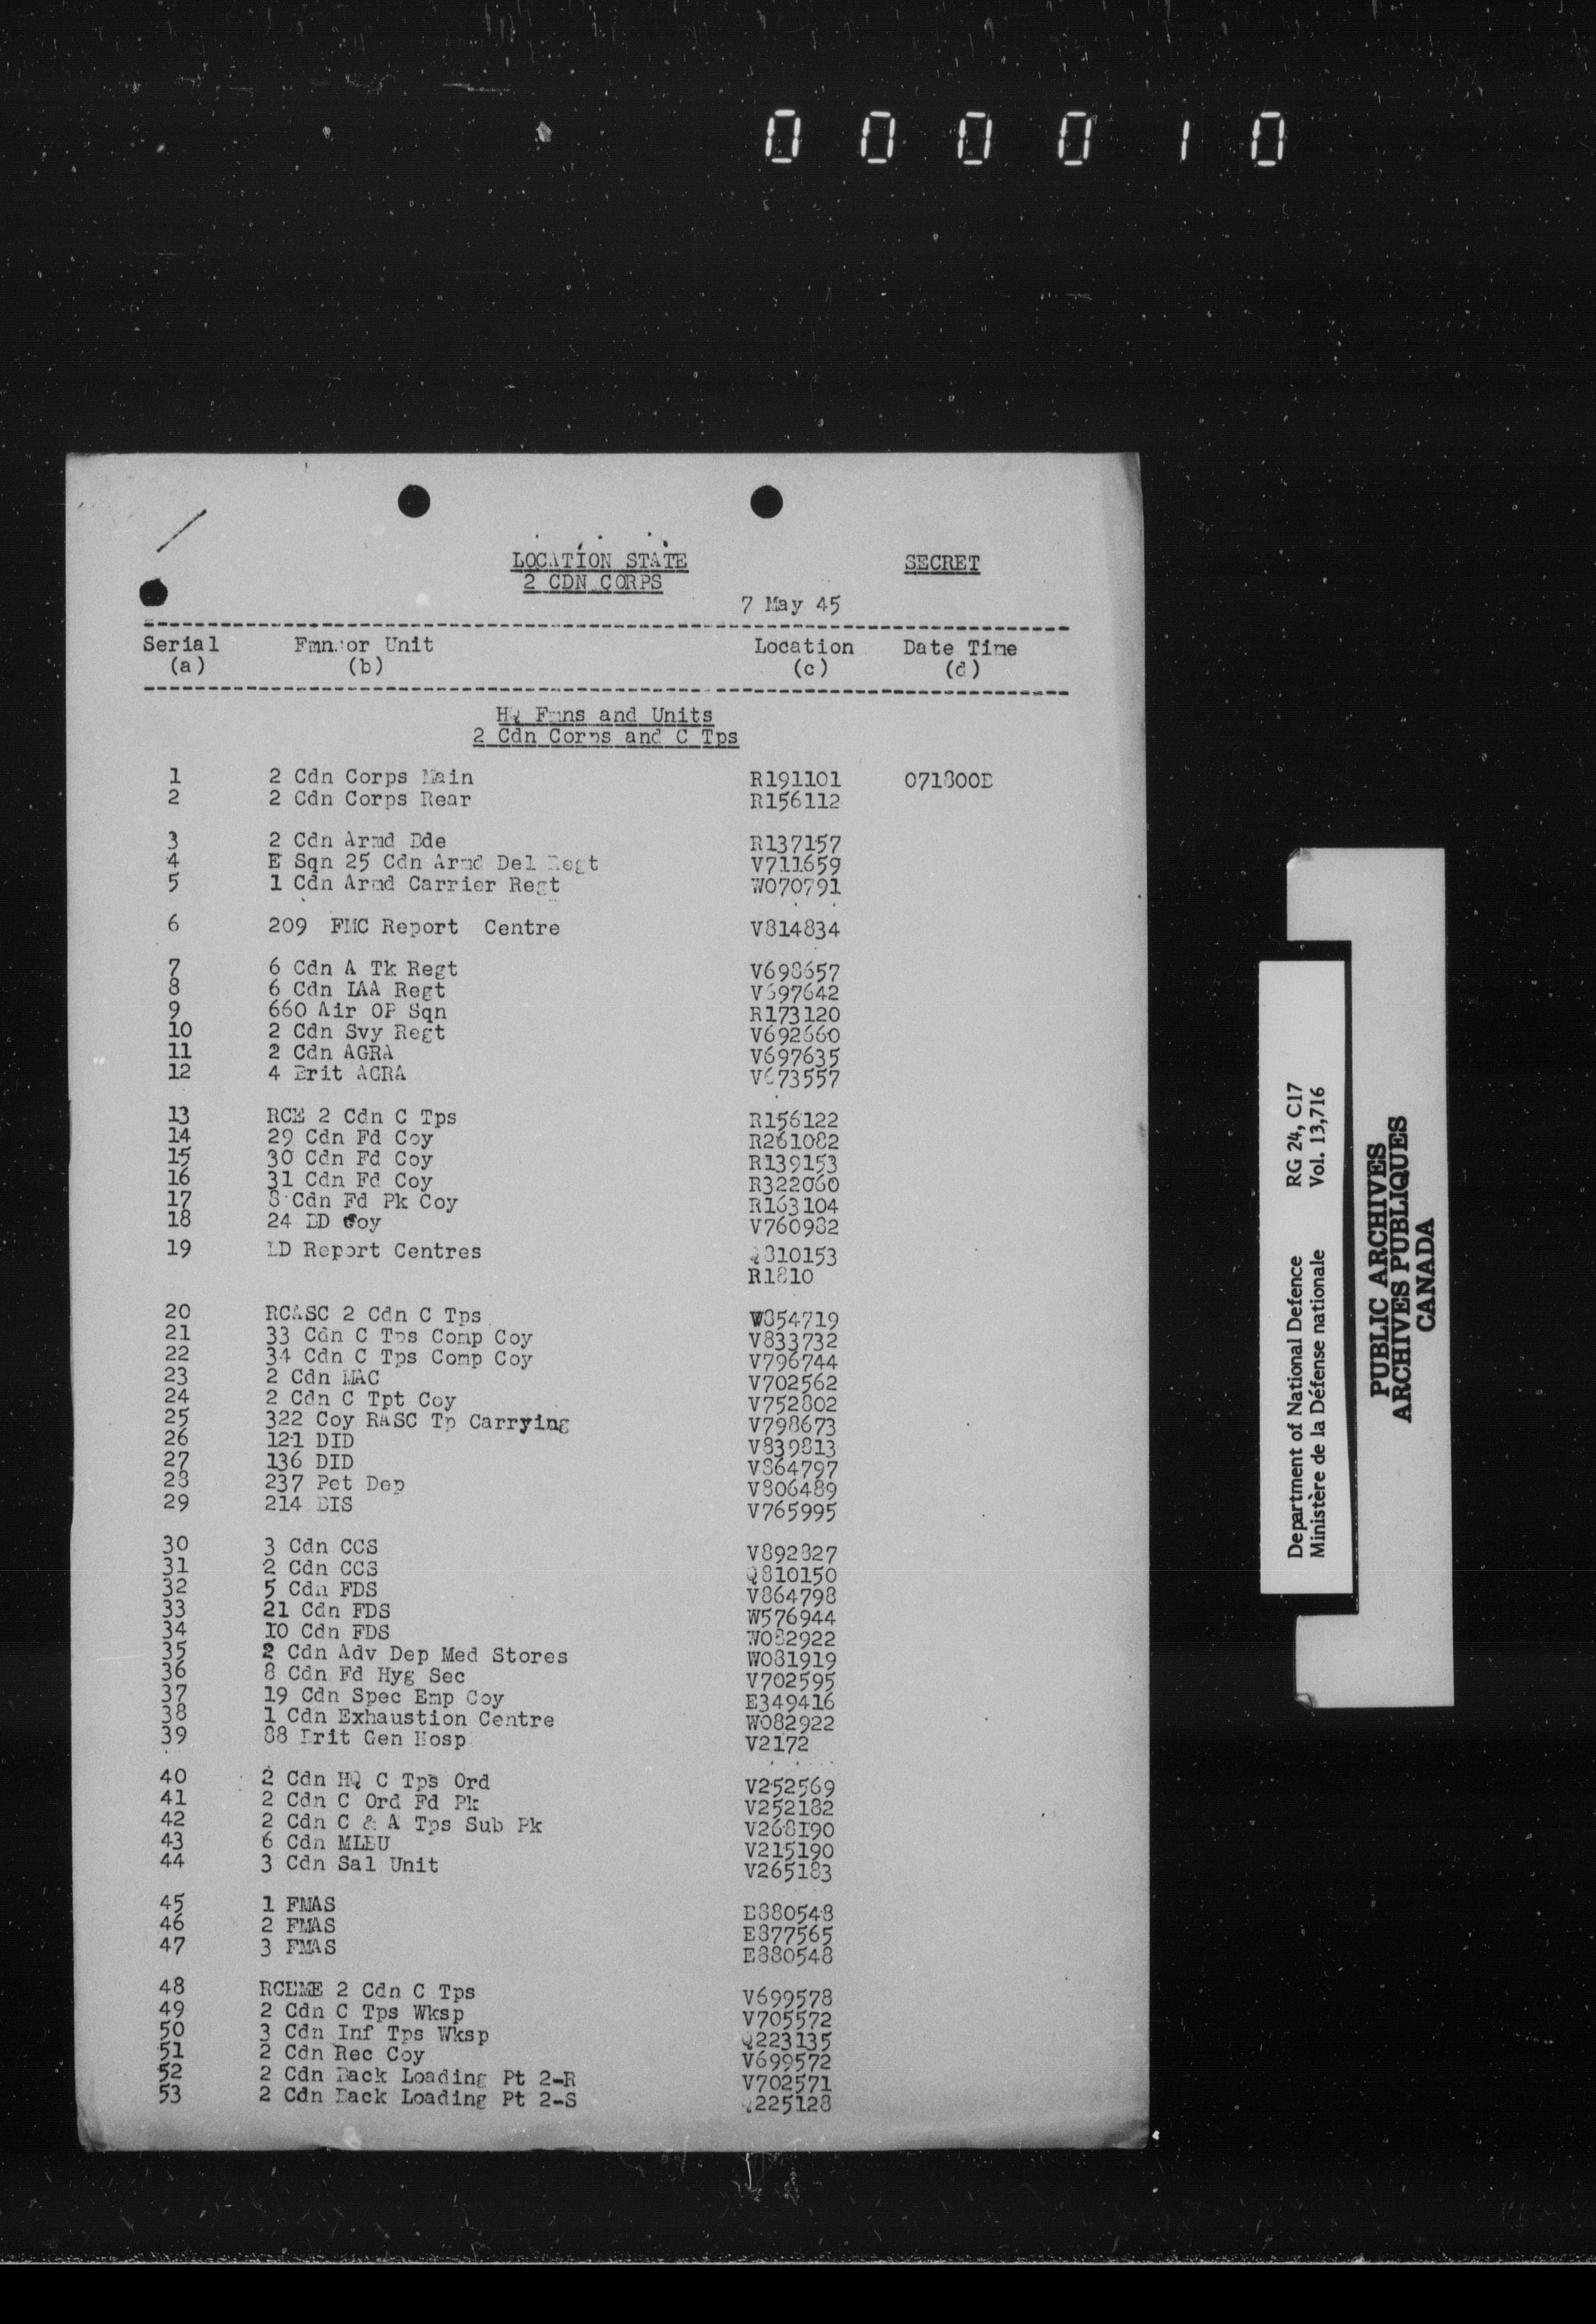 0 0 0 0 1 0
LOCATION STATE SECRET
2 CDN CORPS
7 May 45
Serial Fmn or Unit Location Date Time
(a) (b) (c) (d)
HQ Fmns and Units
2 Cdn Corps and C Tps
1 2 Cdn Corps Main R191101 071800B
2 2 Cdn Corps Rear R156112
3 2 Cdn Armd Bde R137157
4 E Sqn 25 Cdn Armd Del Regt V711659
5 1 Cdn Armd Carrier Regt W070791
6 209 FMC Report Centre V814834
7 6 Cdn A Tk Regt V698657
8 6 Cdn LAA Regt V697642
9 660 Air OP Sqn R173120
10 2 Cdn Svy Regt V692660
11 2 Cdn AGRA V697635
12 4 Brit AGRA V673557
13 RCE 2 Cdn C Tps R156122
14 29 Cdn Fd Coy R261082
15 30 Cdn Fd Coy R139153
16 31 Cdn Fd Coy R322060
17 8 Cdn Fd Pk Coy R163104
18 24 BD Coy V760982
19 BD Report Centres Q810153
R1810
20 RCASC 2 Cdn C Tps W854719
21 33 Cdn C Tps Comp Coy V833732
22 34 Cdn C Tps Comp Coy V796744
23 2 Cdn MAC V702562
24 2 Cdn C Tpt Coy V752802
25 322 Coy RASC Tp Carrying V798673
26 121 DID V839813
27 136 DID V864797
28 237 Pet Dep V806489
29 214 DIS V765995
30 3 Cdn CCS V892827
31 2 Cdn CCS Q810150
32 5 Cdn FDS V864798
33 21 Cdn FDS W576944
34 10 Cdn FDS W082922
35 2 Cdn Adv Dep Med Stores W081919
36 8 Cdn Fd Hyg Sec V702595
37 19 Cdn Spec Emp Coy E349416
38 1 Cdn Exhaustion Centre W082922
39 88 Brit Gen Hosp V2172
40 2 Cdn HQ C Tps Ord V252569
41 2 Cdn C Ord Fd Pk V252182
42 2 Cdn C & A Tps Sub Pk V268190
43 6 Cdn MLBU V215190
44 3 Cdn Sal Unit V265183
45 1 FMAS E880548
46 2 FMAS E877565
47 3 FMAS E880548
48 RCEME 2 Cdn C Tps V699578
49 2 Cdn C Tps Wksp V705572
50 3 Cdn Inf Tps Wksp Q223135
51 2 Cdn Rec Coy V699572
52 2 Cdn Back Loading Pt 2-R V702571
53 2 Cdn Back Loading Pt 2-S Q225128
Department of National Defence RG 24, C17
Ministère de la Défense nationale Vol. 13,716
PUBLIC ARCHIVES
ARCHIVES PUBLIQUES
CANADA